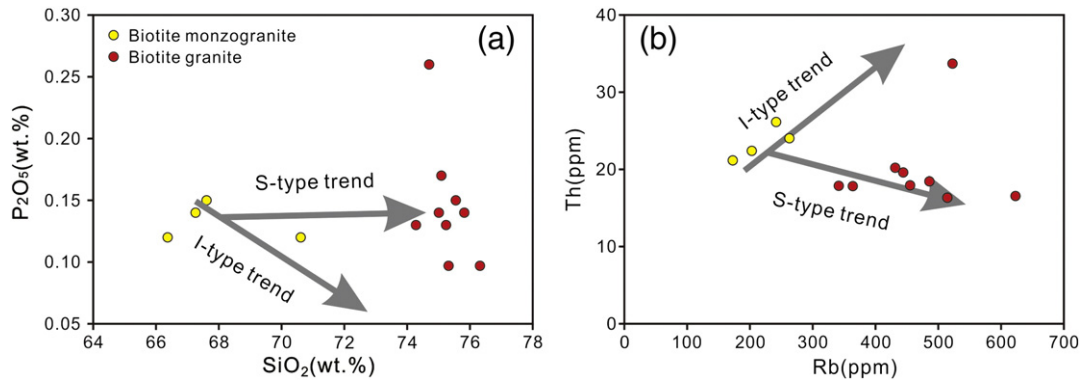 0.30
0.25
0.20
0.15
0.10
0.05
P₂O₅(wt.%)
Biotite monzogranite
Biotite granite
(a)
S-type trend
I-type trend
64 66 68 70 72 74 76 78
SiO₂(wt.%)
40
30
20
10
0
Th(ppm)
(b)
I-type trend
S-type trend
0 100 200 300 400 500 600 700
Rb(ppm)